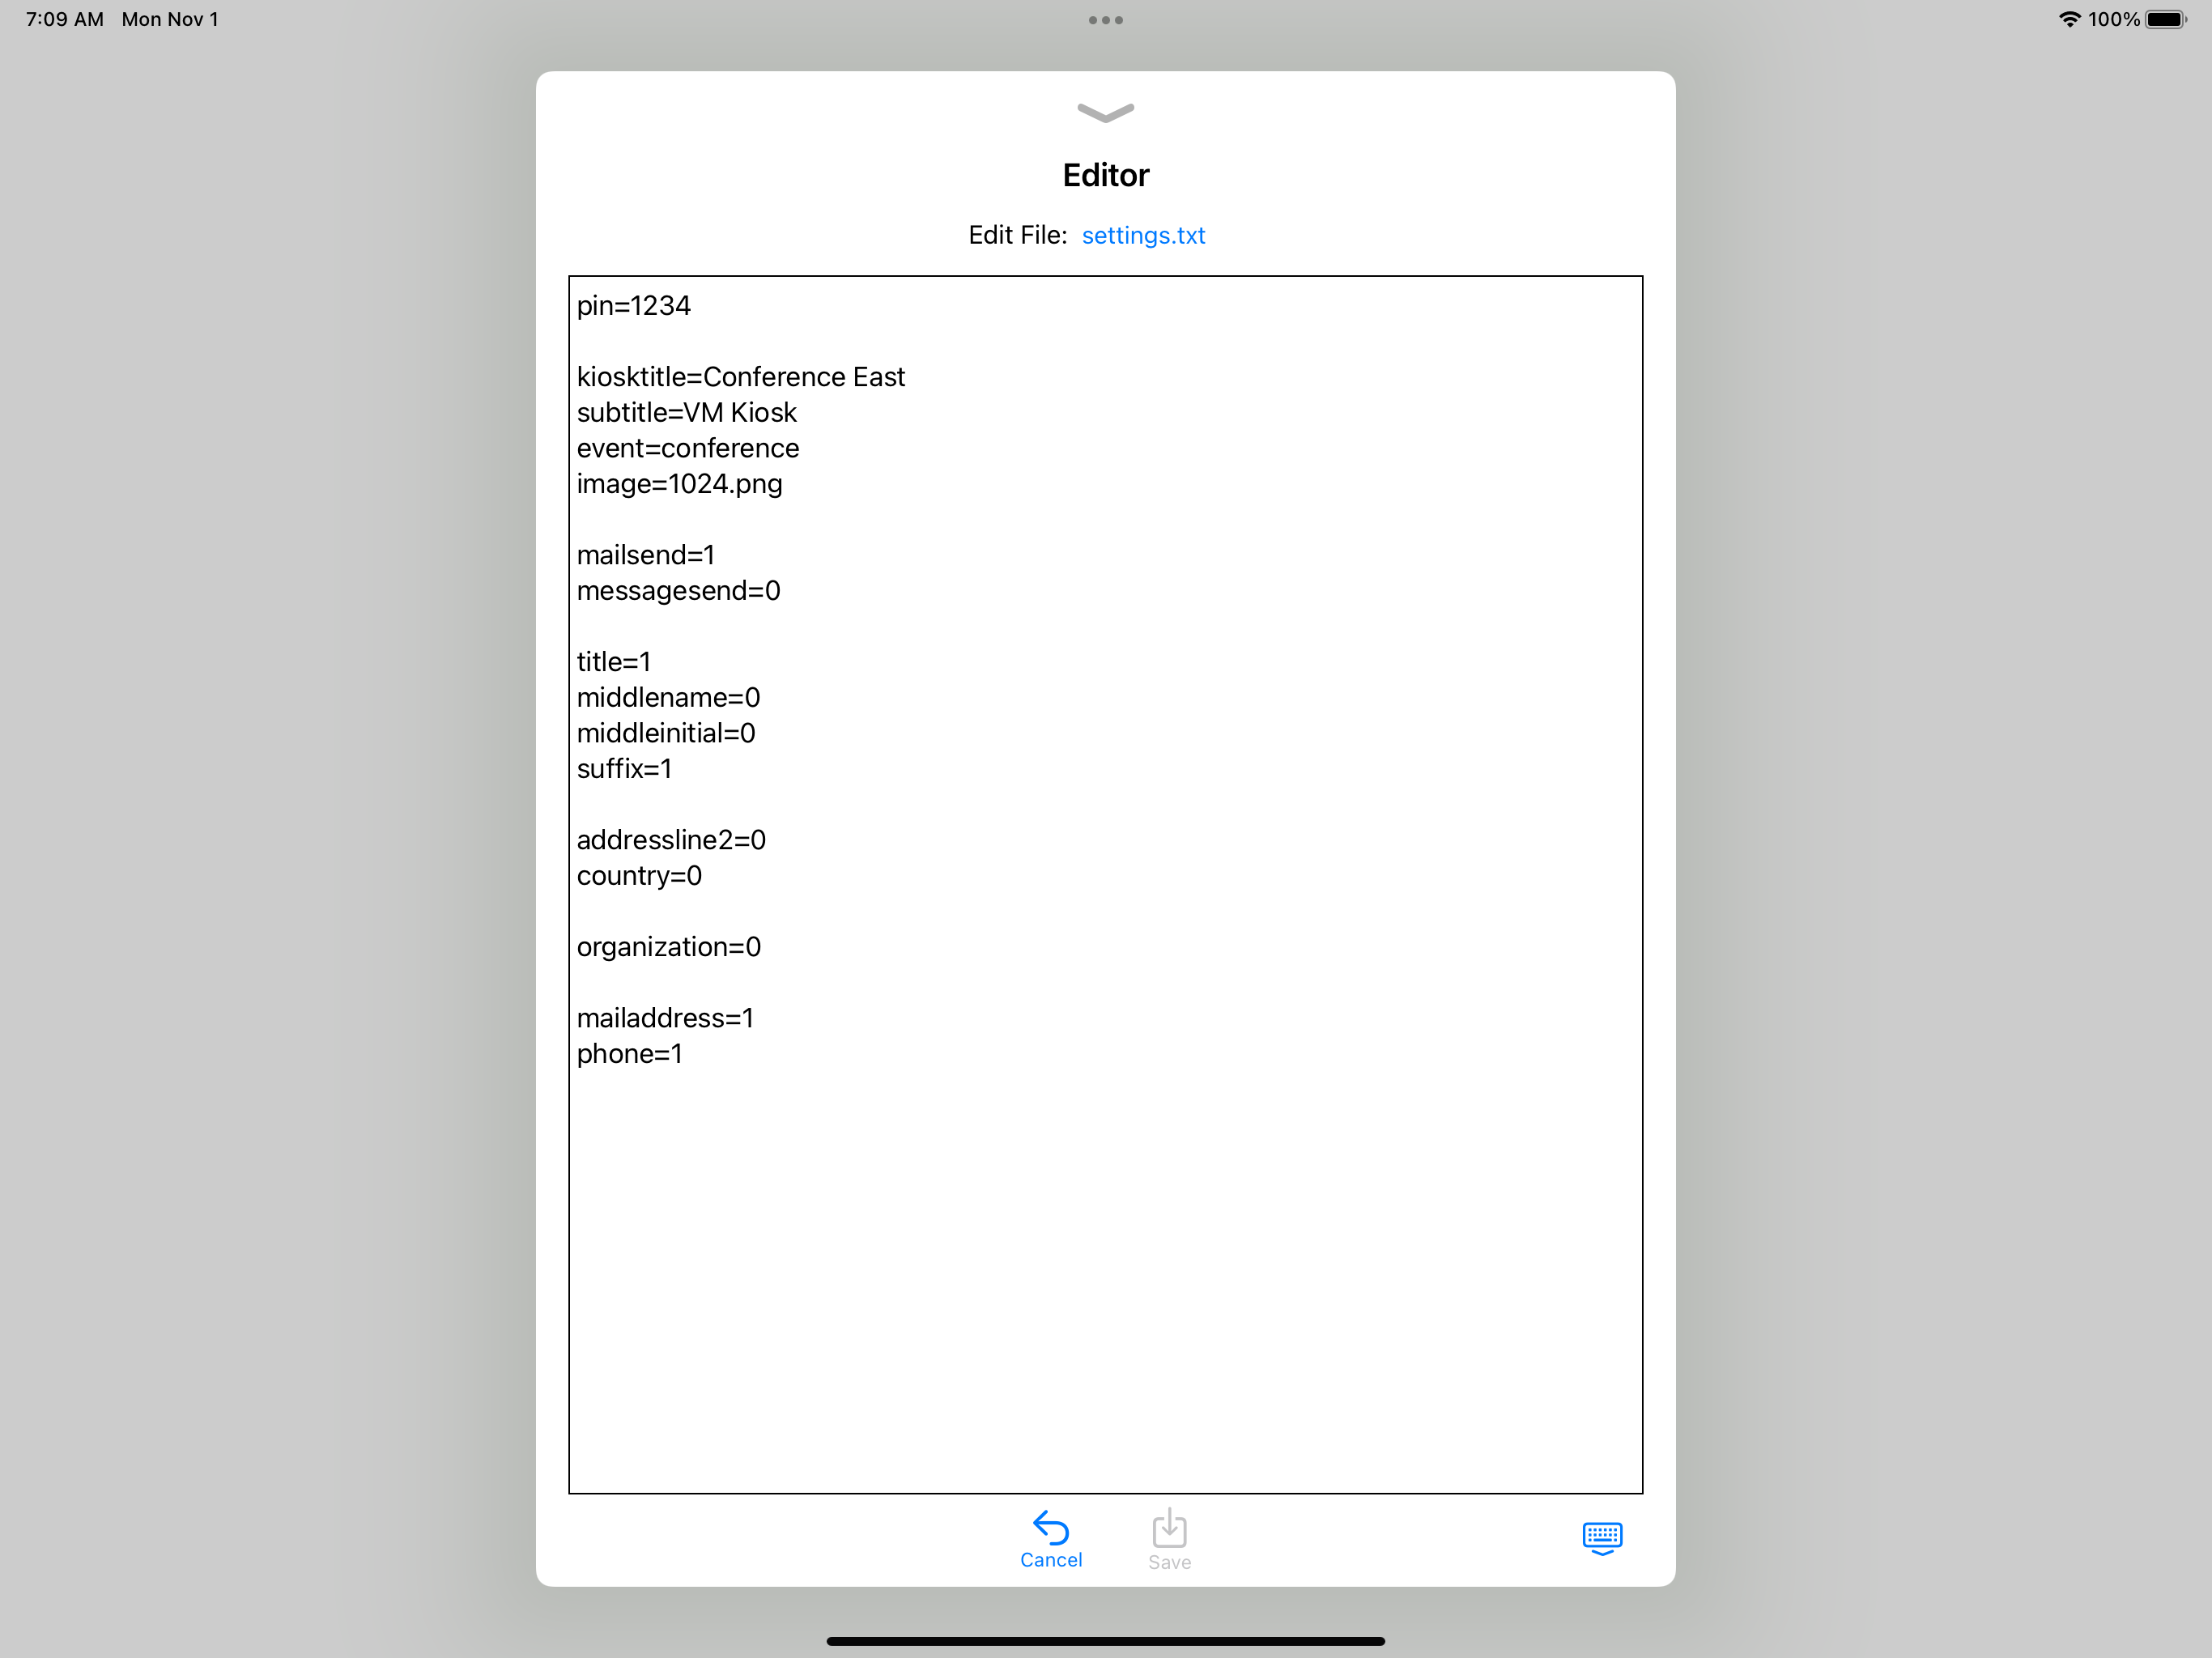 7:09 AM Mon Nov 1
100%
Editor
Edit File: settings.txt
pin=1234
kiosktitle=Conference East
subtitle=VM Kiosk
event=conference
image=1024.png
mailsend=1
messagesend=0
title=1
middlename=0
middleinitial=0
suffix=1
addressline2=0
country=0
organization=0
mailaddress=1
phone=1
Cancel
Save